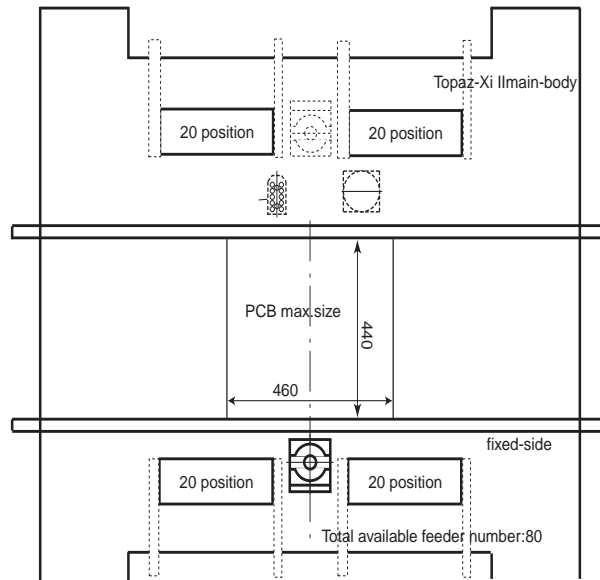 Topaz-Xi IImain-body
20 position
20 position
PCB max.size
440
460
fixed-side
20 position
20 position
Total available feeder number:80